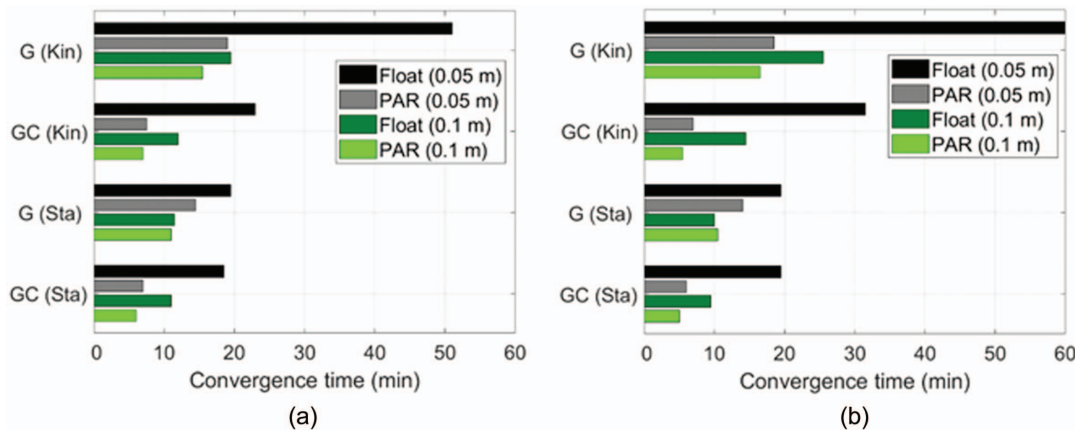 G (Kin)
GC (Kin)
G (Sta)
GC (Sta)
Float (0.05 m)
PAR (0.05 m)
Float (0.1 m)
PAR (0.1 m)
0 10 20 30 40 50 60
Convergence time (min)
(a)
G (Kin)
GC (Kin)
G (Sta)
GC (Sta)
Float (0.05 m)
PAR (0.05 m)
Float (0.1 m)
PAR (0.1 m)
0 10 20 30 40 50 60
Convergence time (min)
(b)